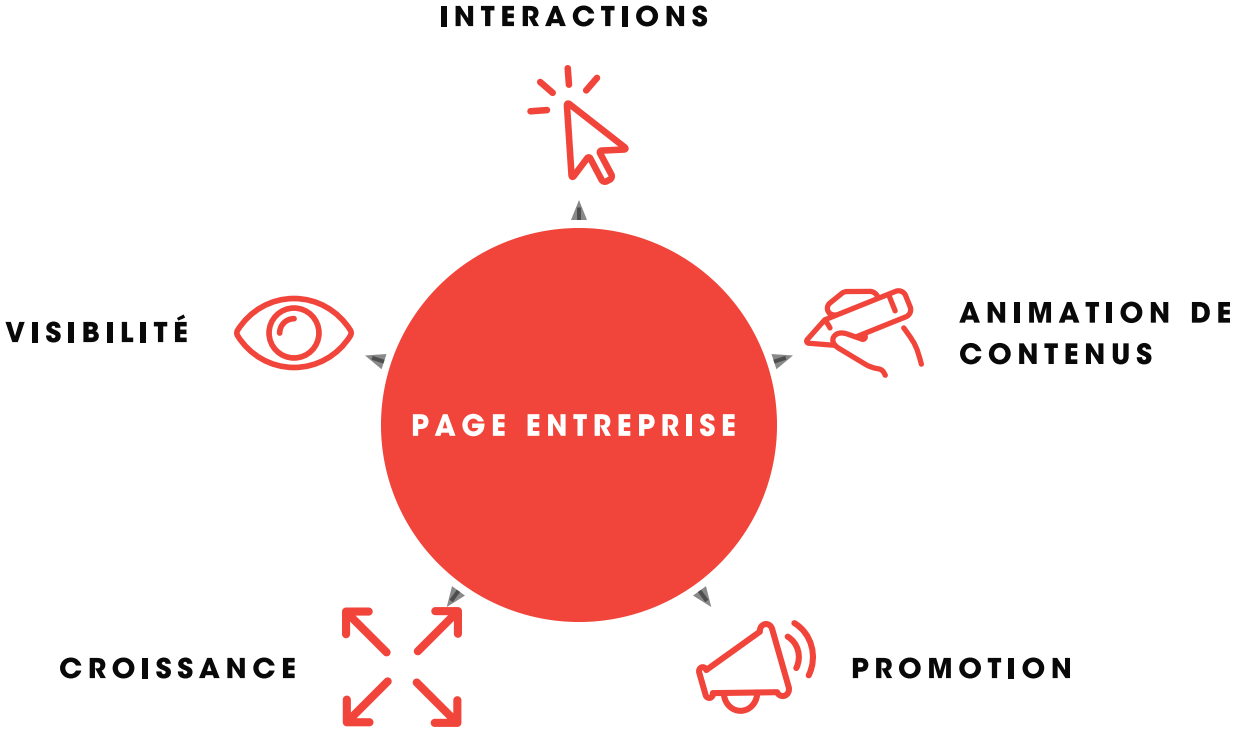 INTERACTIONS
VISIBILITÉ
ANIMATION DE
CONTENUS
PAGE ENTREPRISE
CROISSANCE
PROMOTION